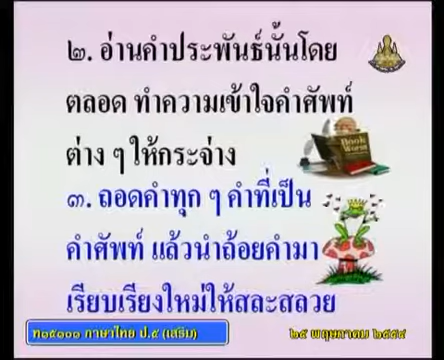 ๒. อ่านคำประพันธ์นั้นโดย
ตลอด ทำความเข้าใจคำศัพท์
ต่าง ๆ ให้กระจ่าง
Book
Worm
๓. ถอดคำทุก ๆ คำที่เป็น
คำศัพท์ แล้วนำถ้อยคำมา
เรียบเรียงใหม่ให้สละสลวย
ท๑๕๑๐๑ ภาษาไทย ป.๕ (เสริม)
๒๕ พฤษภาคม ๒๕๕๔